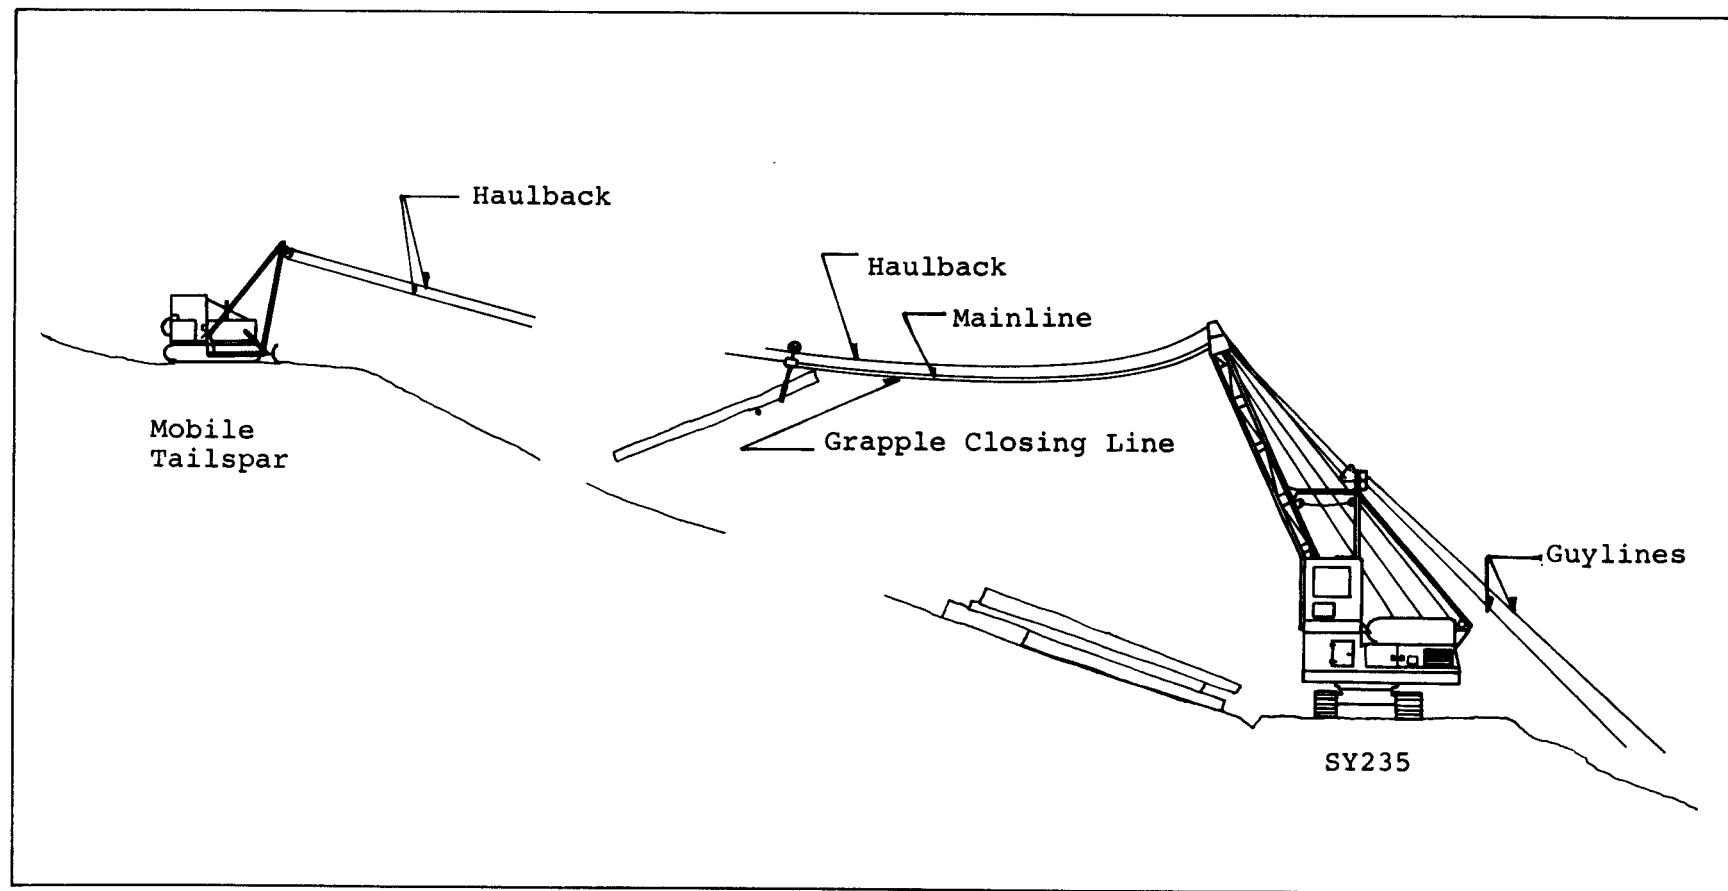 Haulback
Haulback
Mainline
Grapple Closing Line
Mobile
Tailspar
Guylines
SY235